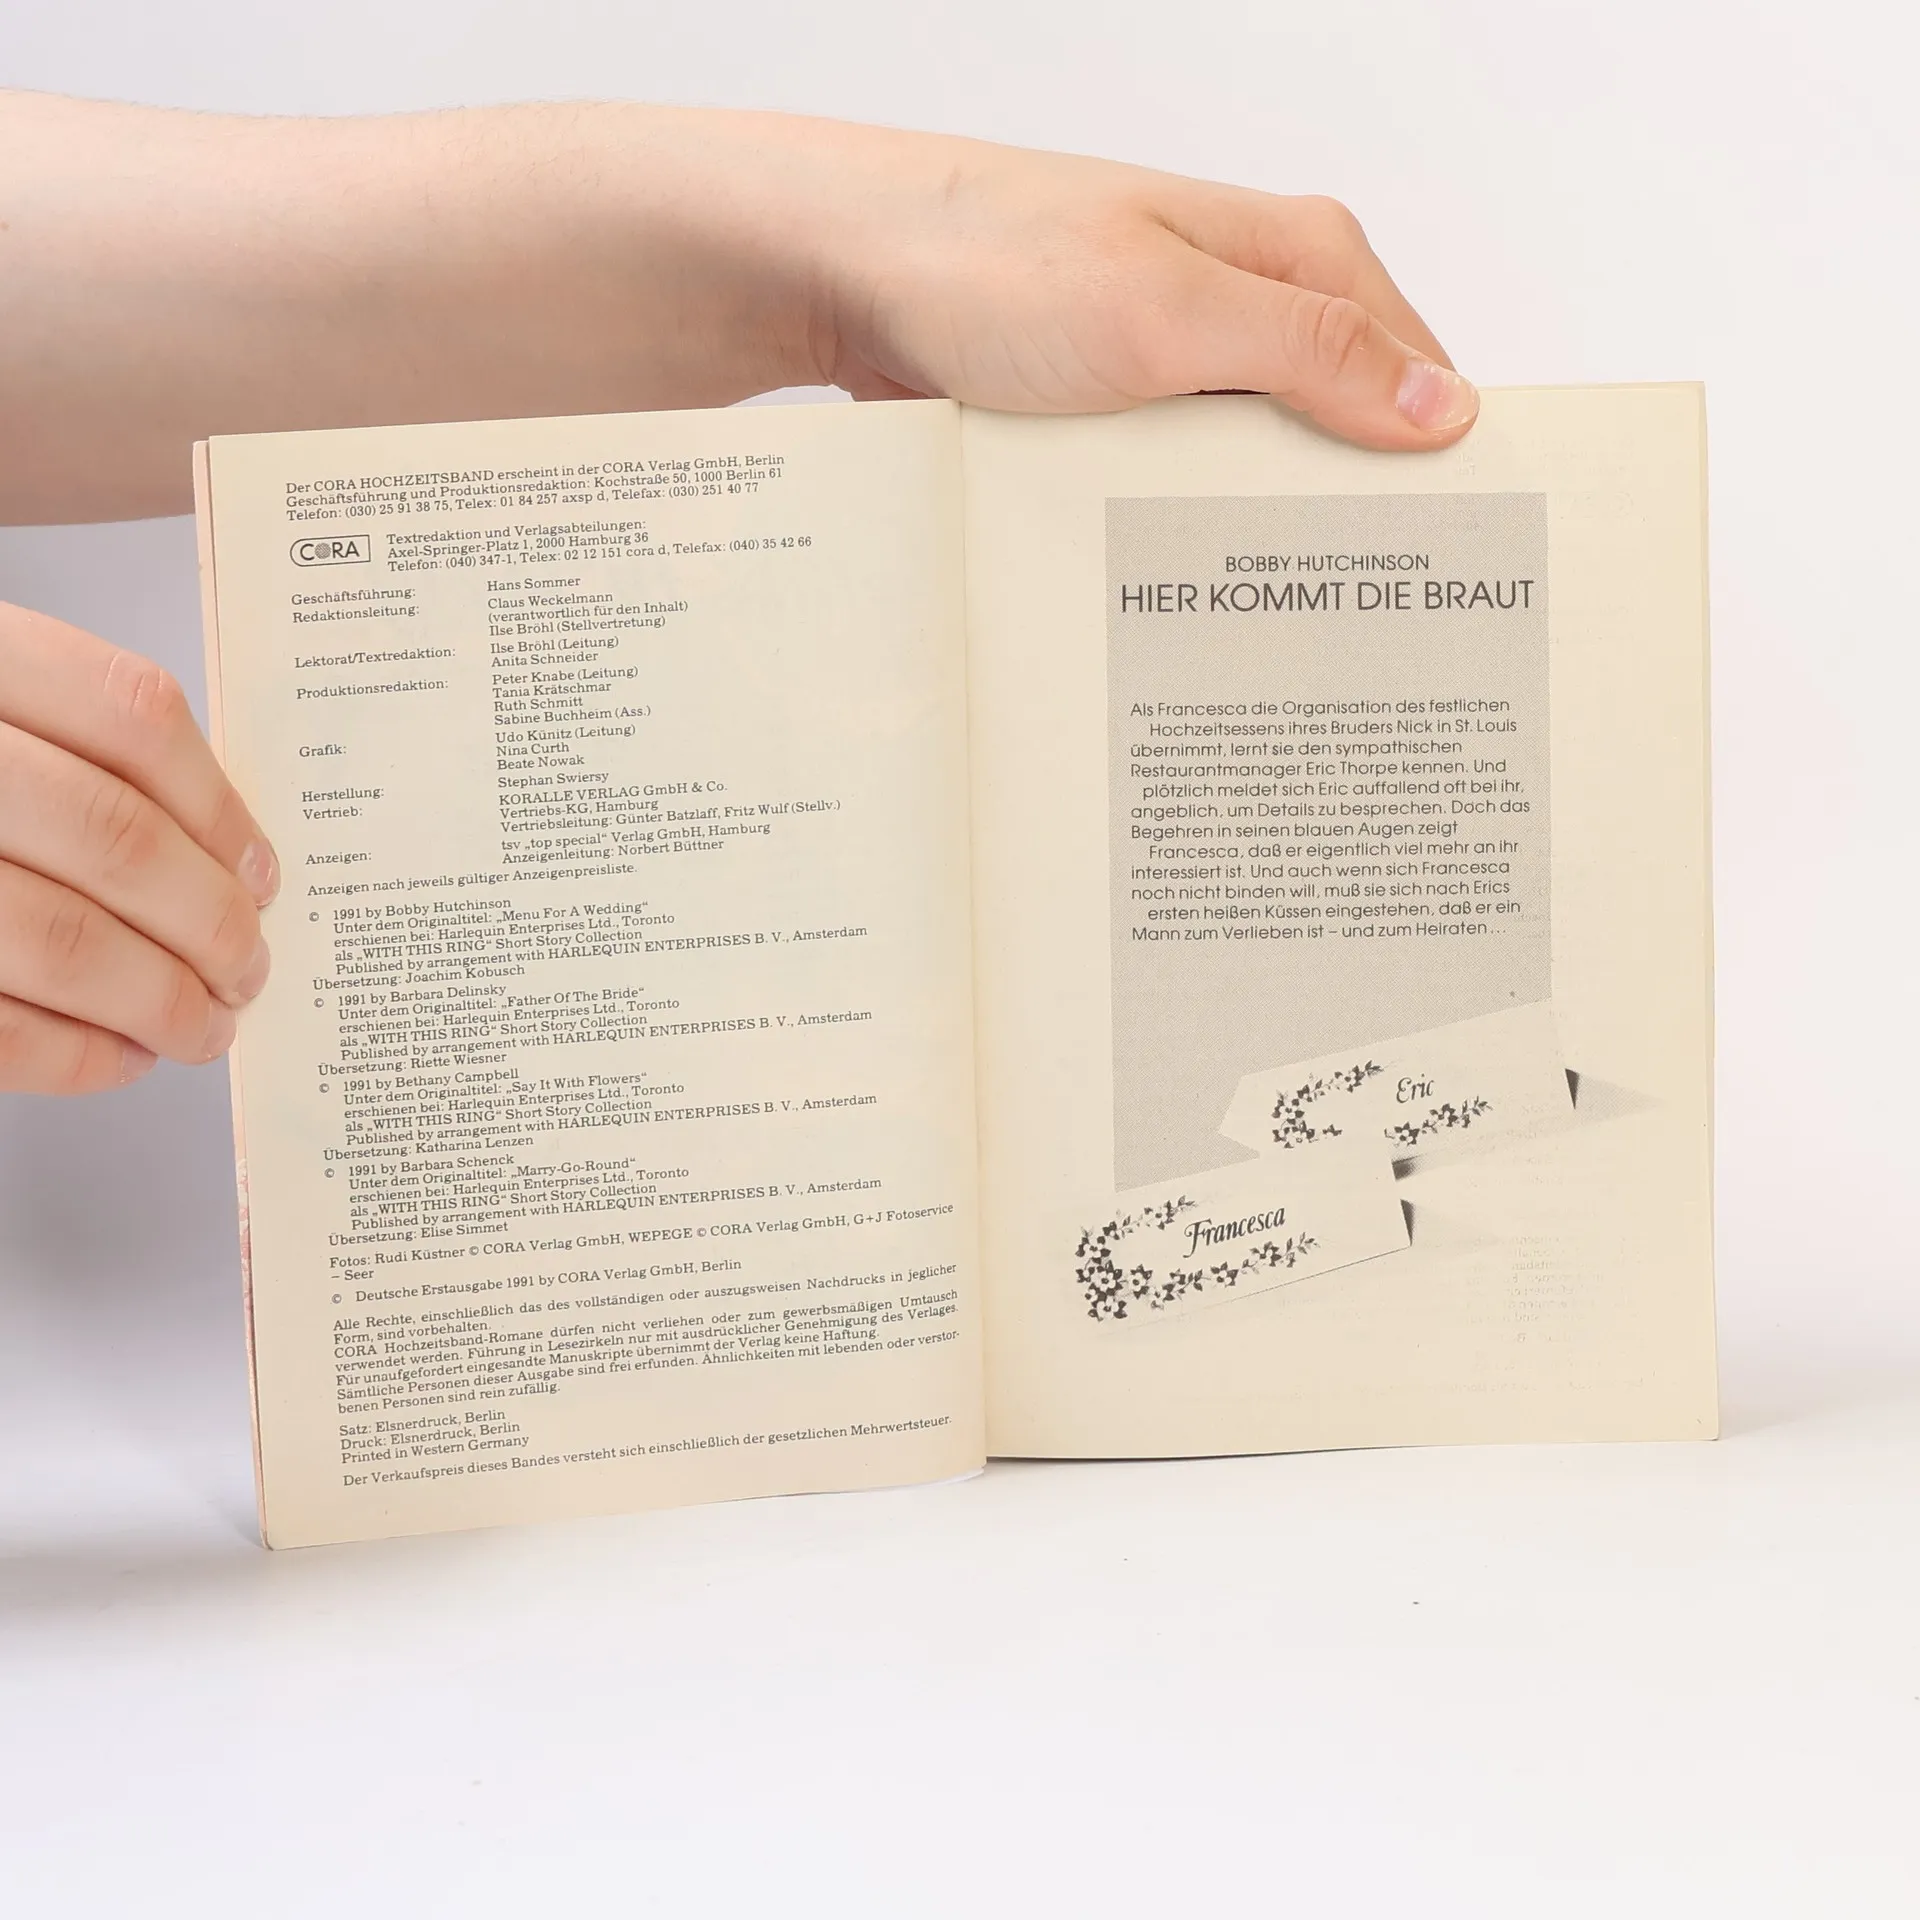 Der CORA HOCHZEITSBAND erscheint in der CORA Verlag GmbH, Berlin
Geschäftsführung und Produktionsredaktion: Kochstraße 50, 1000 Berlin 61
Telefon: (030) 25 91 38 75, Telex: 01 84 257 axsp d, Telefax: (030) 251 40 77
CORA
Textredaktion und Verlagsabteilungen:
Axel-Springer-Platz 1, 2000 Hamburg 36
Telefon: (040) 347-1, Telex: 02 12 151 cora d, Telefax: (040) 35 42 66
Geschäftsführung: Hans Sommer
Redaktionsleitung: Claus Weckelmann
(verantwortlich für den Inhalt)
Ilse Bröhl (Stellvertretung)
Lektorat/Textredaktion: Ilse Bröhl (Leitung)
Anita Schneider
Produktionsredaktion: Peter Knabe (Leitung)
Tania Krätschmar
Ruth Schmitt
Sabine Buchheim (Ass.)
Grafik: Udo Künitz (Leitung)
Nina Curth
Beate Nowak
Herstellung: Stephan Swiersy
Vertrieb: KORALLE VERLAG GmbH & Co.
Vertriebs-KG, Hamburg
Vertriebsleitung: Günter Batzlaff, Fritz Wulf (Stellv.)
Anzeigen: tsv „top special“ Verlag GmbH, Hamburg
Anzeigenleitung: Norbert Büttner
Anzeigen nach jeweils gültiger Anzeigenpreisliste.
© 1991 by Bobby Hutchinson
Unter dem Originaltitel: „Menu For A Wedding“
erschienen bei: Harlequin Enterprises Ltd., Toronto
als „WITH THIS RING“ Short Story Collection
Published by arrangement with HARLEQUIN ENTERPRISES B. V., Amsterdam
Übersetzung: Joachim Kobusch
© 1991 by Barbara Delinsky
Unter dem Originaltitel: „Father Of The Bride“
erschienen bei: Harlequin Enterprises Ltd., Toronto
als „WITH THIS RING“ Short Story Collection
Published by arrangement with HARLEQUIN ENTERPRISES B. V., Amsterdam
Übersetzung: Riette Wiesner
© 1991 by Bethany Campbell
Unter dem Originaltitel: „Say It With Flowers“
erschienen bei: Harlequin Enterprises Ltd., Toronto
als „WITH THIS RING“ Short Story Collection
Published by arrangement with HARLEQUIN ENTERPRISES B. V., Amsterdam
Übersetzung: Katharina Lenzen
© 1991 by Barbara Schenck
Unter dem Originaltitel: „Marry-Go-Round“
erschienen bei: Harlequin Enterprises Ltd., Toronto
als „WITH THIS RING“ Short Story Collection
Published by arrangement with HARLEQUIN ENTERPRISES B. V., Amsterdam
Übersetzung: Elise Simmet
Fotos: Rudi Küstner © CORA Verlag GmbH, WEPEGE © CORA Verlag GmbH, G+J Fotoservice
– Seer
© Deutsche Erstausgabe 1991 by CORA Verlag GmbH, Berlin
Alle Rechte, einschließlich das des vollständigen oder auszugsweisen Nachdrucks in jeglicher
Form, sind vorbehalten.
CORA Hochzeitsband-Romane dürfen nicht verliehen oder zum gewerbsmäßigen Umtausch
verwendet werden. Führung in Lesezirkeln nur mit ausdrücklicher Genehmigung des Verlages.
Für unaufgefordert eingesandte Manuskripte übernimmt der Verlag keine Haftung.
Sämtliche Personen dieser Ausgabe sind frei erfunden. Ähnlichkeiten mit lebenden oder verstor-
benen Personen sind rein zufällig.
Satz: Elsnerdruck, Berlin
Druck: Elsnerdruck, Berlin
Printed in Western Germany
Der Verkaufspreis dieses Bandes versteht sich einschließlich der gesetzlichen Mehrwertsteuer.
BOBBY HUTCHINSON
HIER KOMMT DIE BRAUT
Als Francesca die Organisation des festlichen
Hochzeitsessens ihres Bruders Nick in St. Louis
übernimmt, lernt sie den sympathischen
Restaurantmanager Eric Thorpe kennen. Und
plötzlich meldet sich Eric auffallend oft bei ihr,
angeblich, um Details zu besprechen. Doch das
Begehren in seinen blauen Augen zeigt
Francesca, daß er eigentlich viel mehr an ihr
interessiert ist. Und auch wenn sich Francesca
noch nicht binden will, muß sie sich nach Erics
ersten heißen Küssen eingestehen, daß er ein
Mann zum Verlieben ist – und zum Heiraten ...
Eric
Francesca